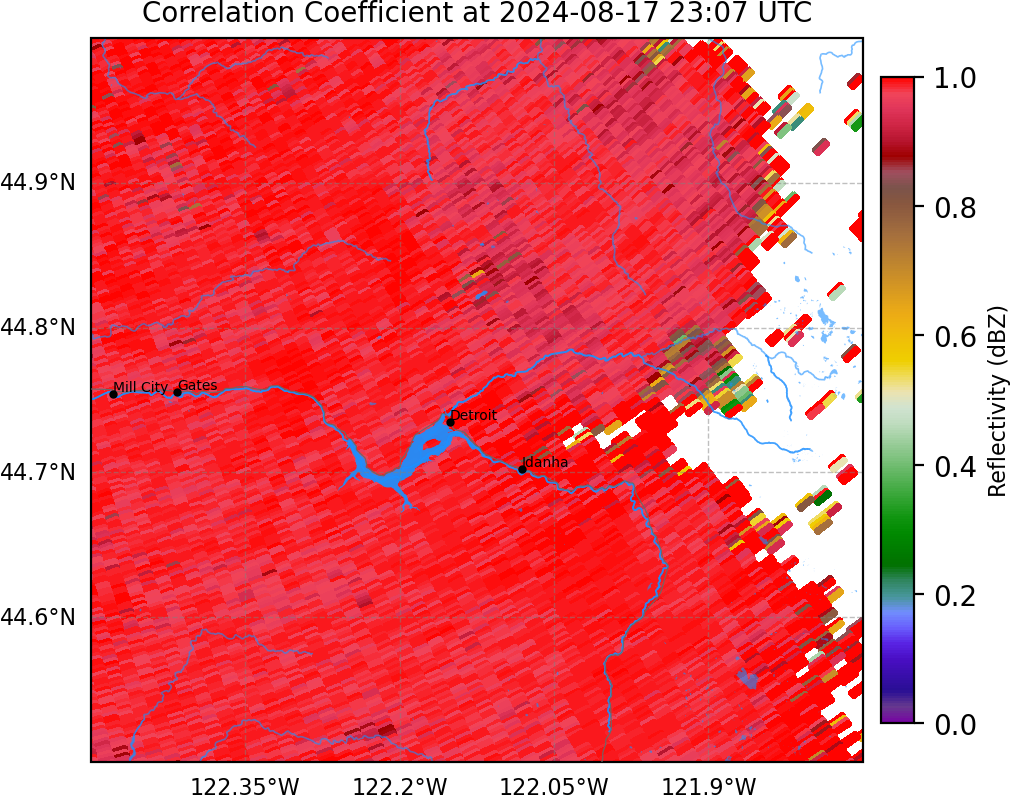 Correlation Coefficient at 2024-08-17 23:07 UTC
1.0
44.9°N
0.8
44.8°N
0.6
Mill City
Gates
Detroit
Idanha
44.7°N
0.4
Reflectivity (dBZ)
44.6°N
0.2
0.0
122.35°W
122.2°W
122.05°W
121.9°W